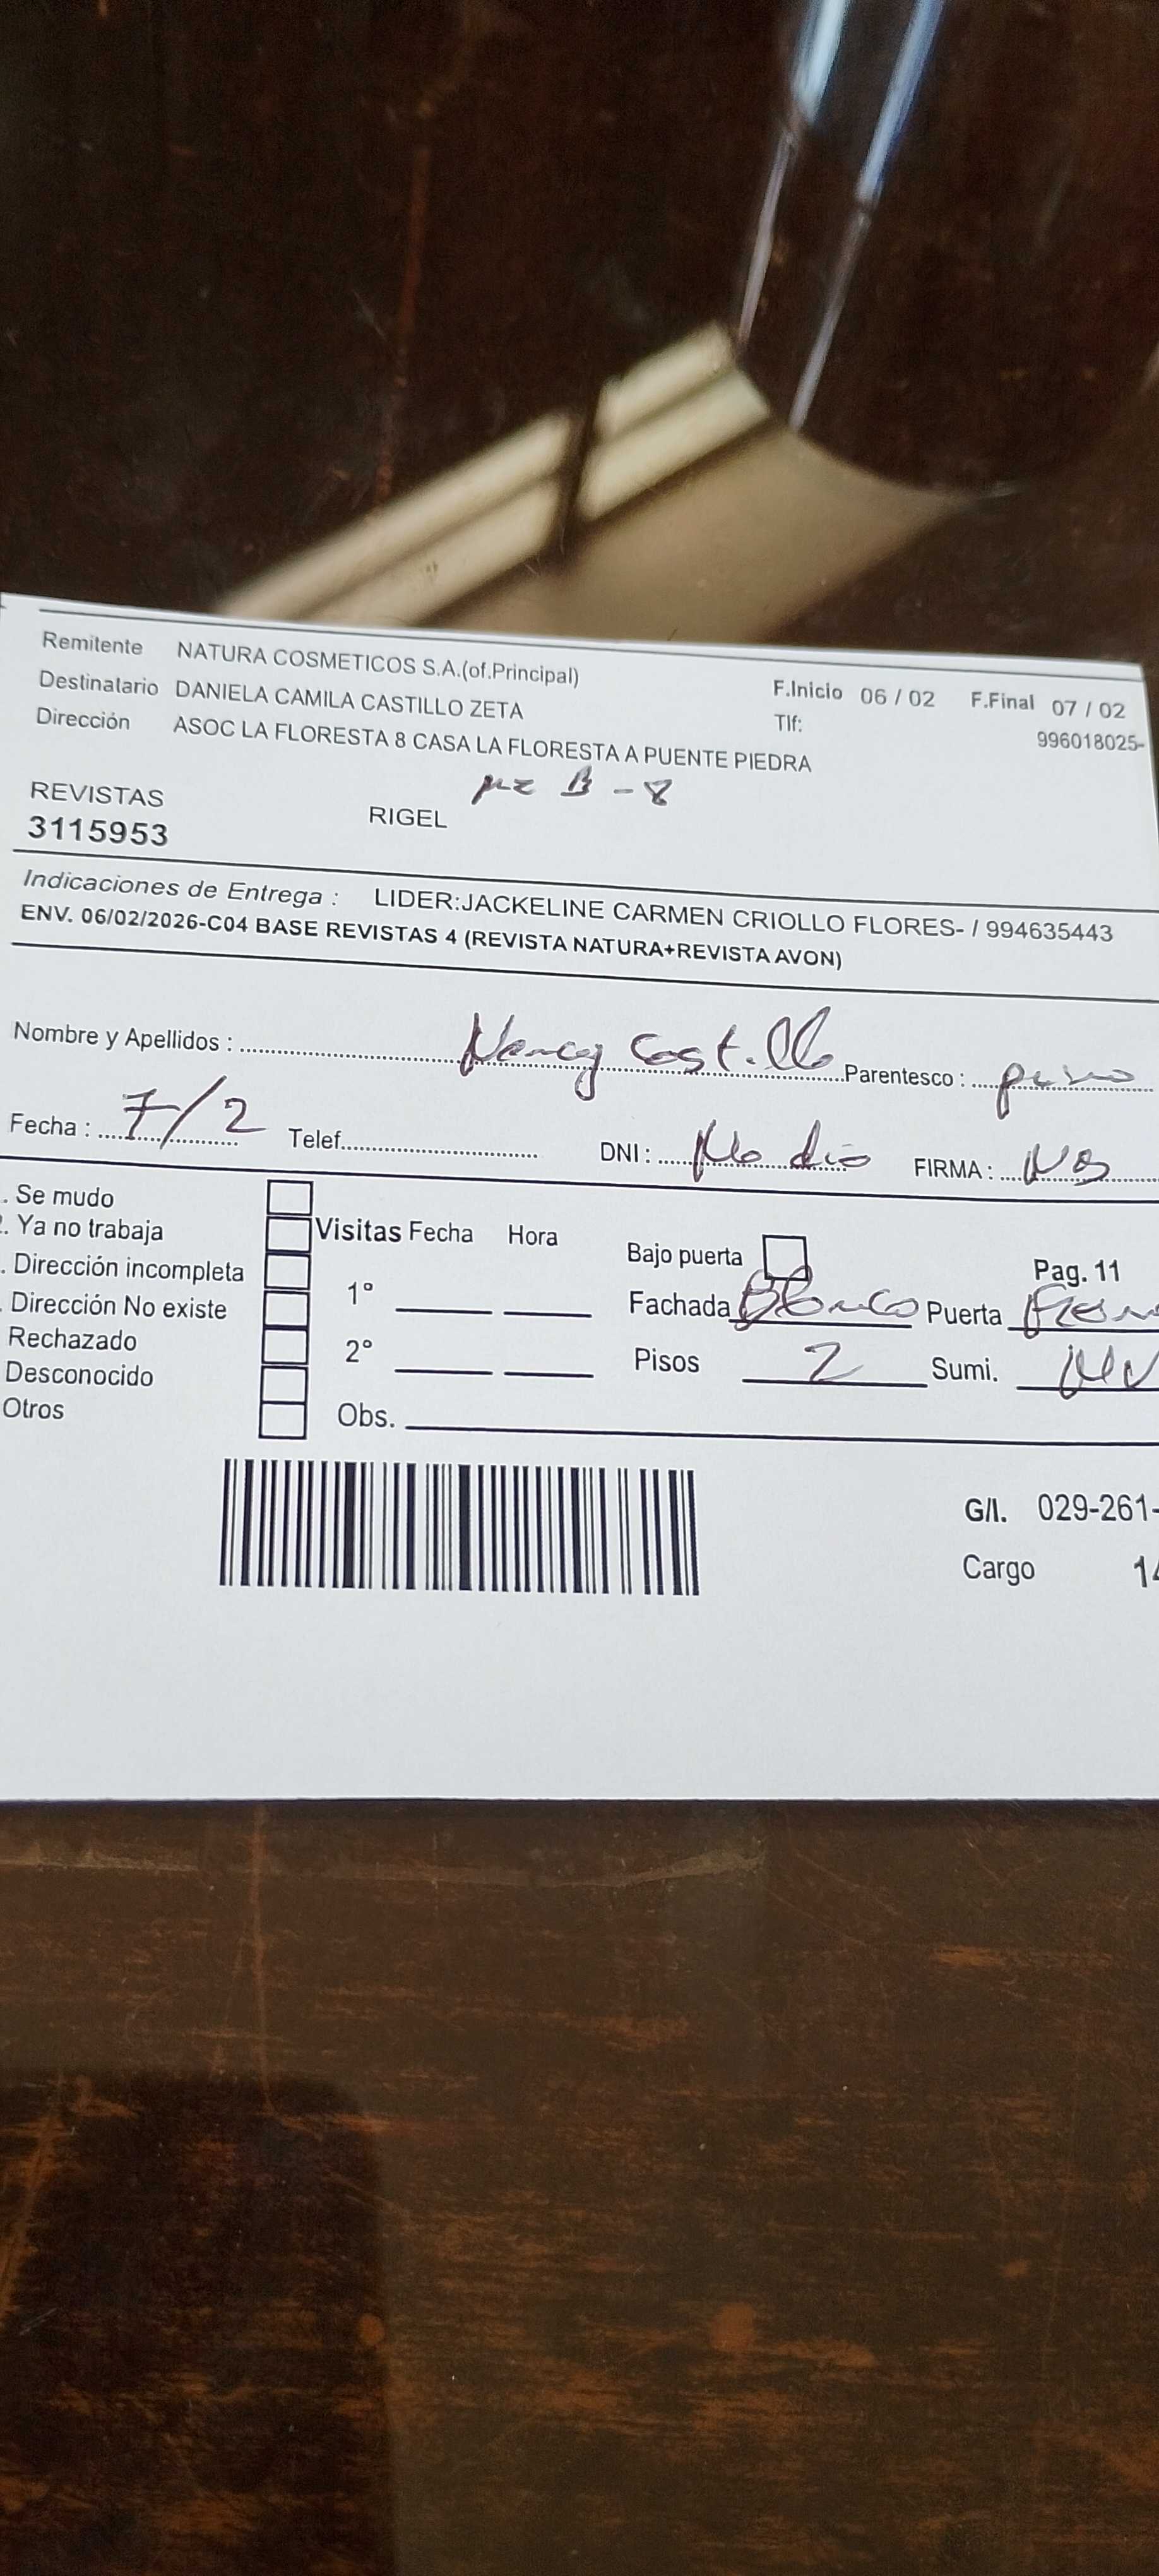 Remitente NATURA COSMETICOS S.A.(of.Principal)
Destinatario DANIELA CAMILA CASTILLO ZETA F.Inicio 06 / 02 F.Final 07 / 02
Dirección ASOC LA FLORESTA 8 CASA LA FLORESTA A PUENTE PIEDRA Tlf: 996018025-
Mz B - 8
REVISTAS RIGEL
3115953
Indicaciones de Entrega : LIDER:JACKELINE CARMEN CRIOLLO FLORES- / 994635443
ENV. 06/02/2026-C04 BASE REVISTAS 4 (REVISTA NATURA+REVISTA AVON)
Nombre y Apellidos : Nancy Castillo Parentesco :
Fecha : 7/2 Telef. DNI : No dio FIRMA :
. Se mudo
. Ya no trabaja Visitas Fecha Hora Bajo puerta Pag. 11
. Dirección incompleta
. Dirección No existe 1° Fachada Blanco Puerta
Rechazado
Desconocido 2° Pisos 2 Sumi.
Otros Obs.
G/I. 029-261-
Cargo 14